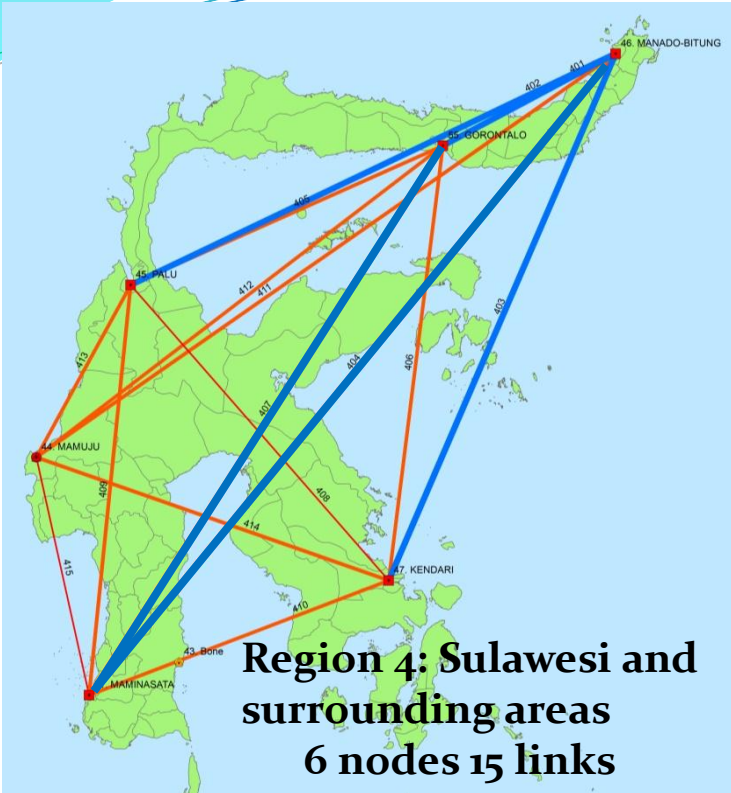 46. MANADO-BITUNG
401
402
55. GORONTALO
405
45. PALU
412
411
403
413
404
406
407
44. MAMUJU
409
408
414
415
47. KENDARI
410
43. Bone
MAMINASATA
Region 4: Sulawesi and
surrounding areas
6 nodes 15 links